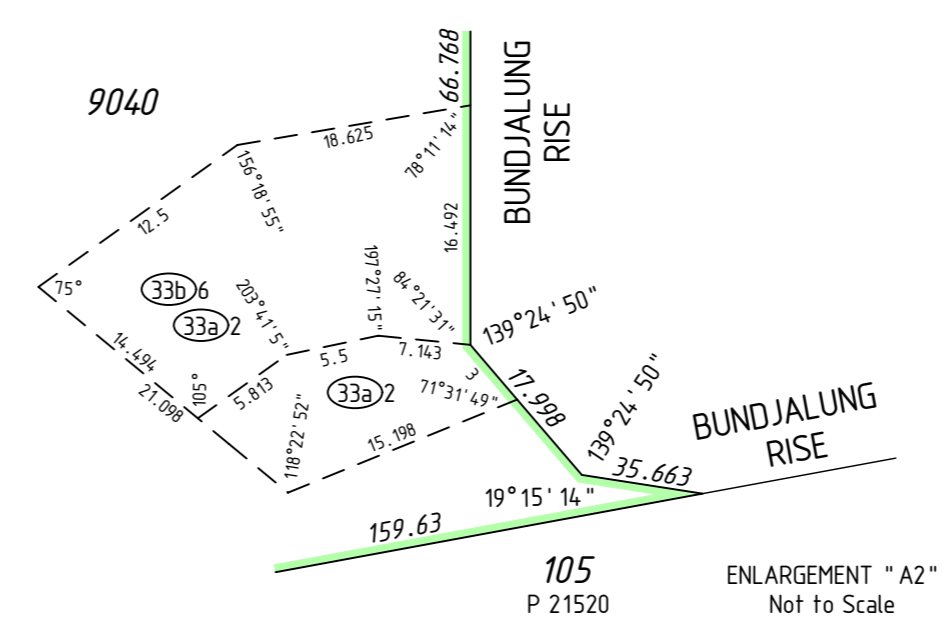 66.768
BUNDJALUNG
RISE
9040
18.625
78°11'14"
156°18'55"
12.5
16.492
75°
33b 6
33a 2
203°41'5"
197°27'15"
84°21'31"
139°24'50"
14.494
21.098
105°
5.813
5.5
7.143
3
17.998
33a 2
71°31'49"
118°22'52"
15.198
139°24'50"
BUNDJALUNG
RISE
35.663
19°15'14"
159.63
105
P 21520
ENLARGEMENT "A2"
Not to Scale